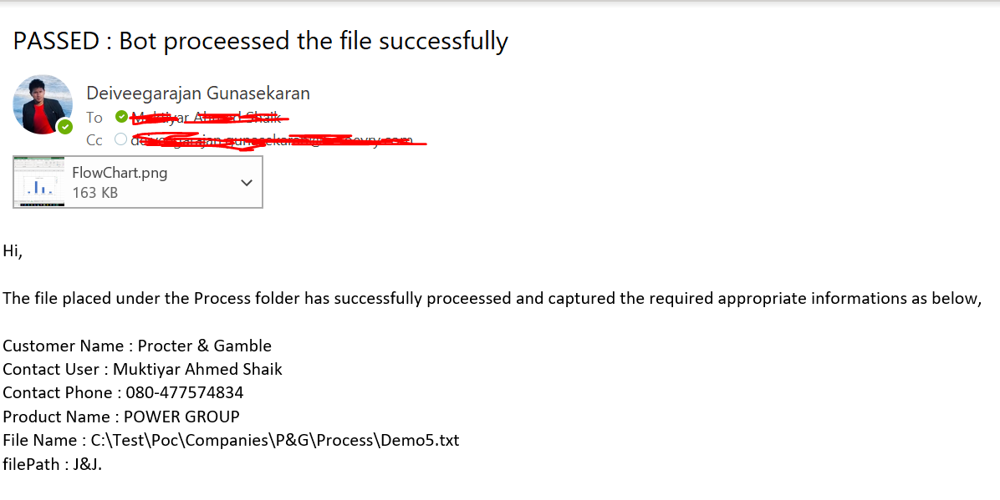 PASSED : Bot proceessed the file successfully
Deiveegarajan Gunasekaran
To
Cc
FlowChart.png
163 KB
Hi,
The file placed under the Process folder has successfully proceessed and captured the required appropriate informations as below,
Customer Name : Procter & Gamble
Contact User : Muktiyar Ahmed Shaik
Contact Phone : 080-477574834
Product Name : POWER GROUP
File Name : C:\Test\Poc\Companies\P&G\Process\Demo5.txt
filePath : J&J.